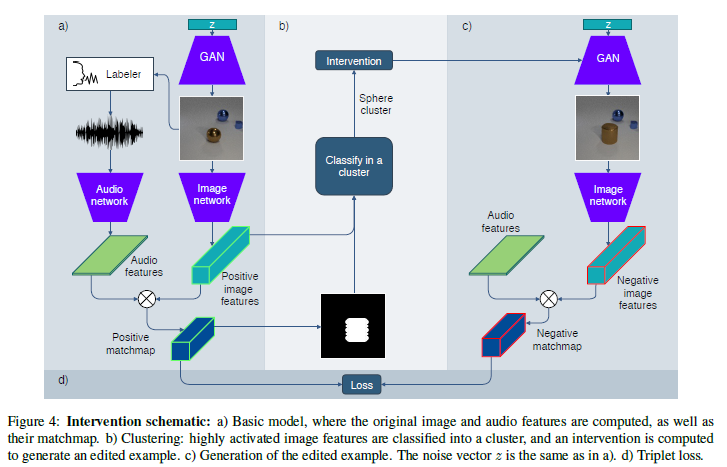 a)
z
GAN
Labeler
Audio
network
Image
network
Audio
features
Positive
image
features
Positive
matchmap
b)
Intervention
Sphere
cluster
Classify in a
cluster
c)
z
GAN
Image
network
Audio
features
Negative
image
features
Negative
matchmap
d)
Loss
Figure 4: Intervention schematic: a) Basic model, where the original image and audio features are computed, as well as
their matchmap. b) Clustering: highly activated image features are classified into a cluster, and an intervention is computed
to generate an edited example. c) Generation of the edited example. The noise vector z is the same as in a). d) Triplet loss.